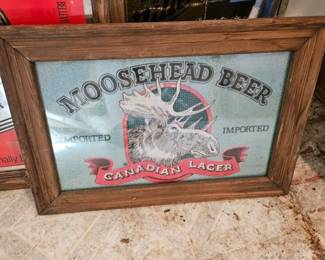 MOOSEHEAD BEER
IMPORTED
IMPORTED
CANADIAN LAGER